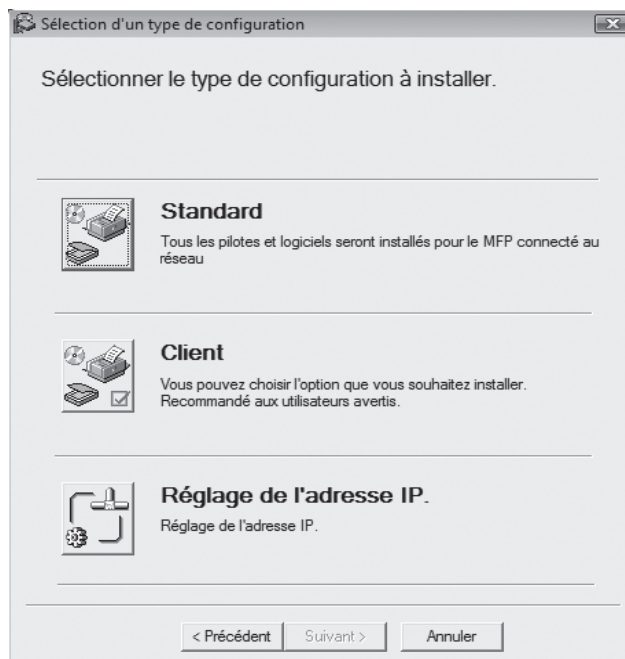 Sélection d'un type de configuration
Sélectionner le type de configuration à installer.
Standard
Tous les pilotes et logiciels seront installés pour le MFP connecté au
réseau
Client
Vous pouvez choisir l'option que vous souhaitez installer.
Recommandé aux utilisateurs avertis.
Réglage de l'adresse IP.
Réglage de l'adresse IP.
< Précédent Suivant > Annuler